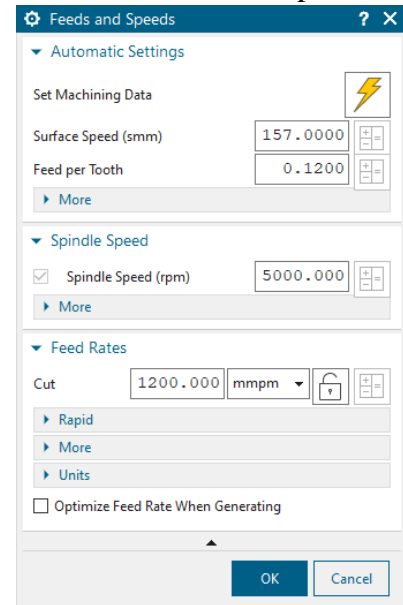 Feeds and Speeds ? X
Automatic Settings
Set Machining Data
Surface Speed (smm) 157.0000
Feed per Tooth 0.1200
More
Spindle Speed
Spindle Speed (rpm) 5000.000
More
Feed Rates
Cut 1200.000 mmpm
Rapid
More
Units
Optimize Feed Rate When Generating
OK Cancel